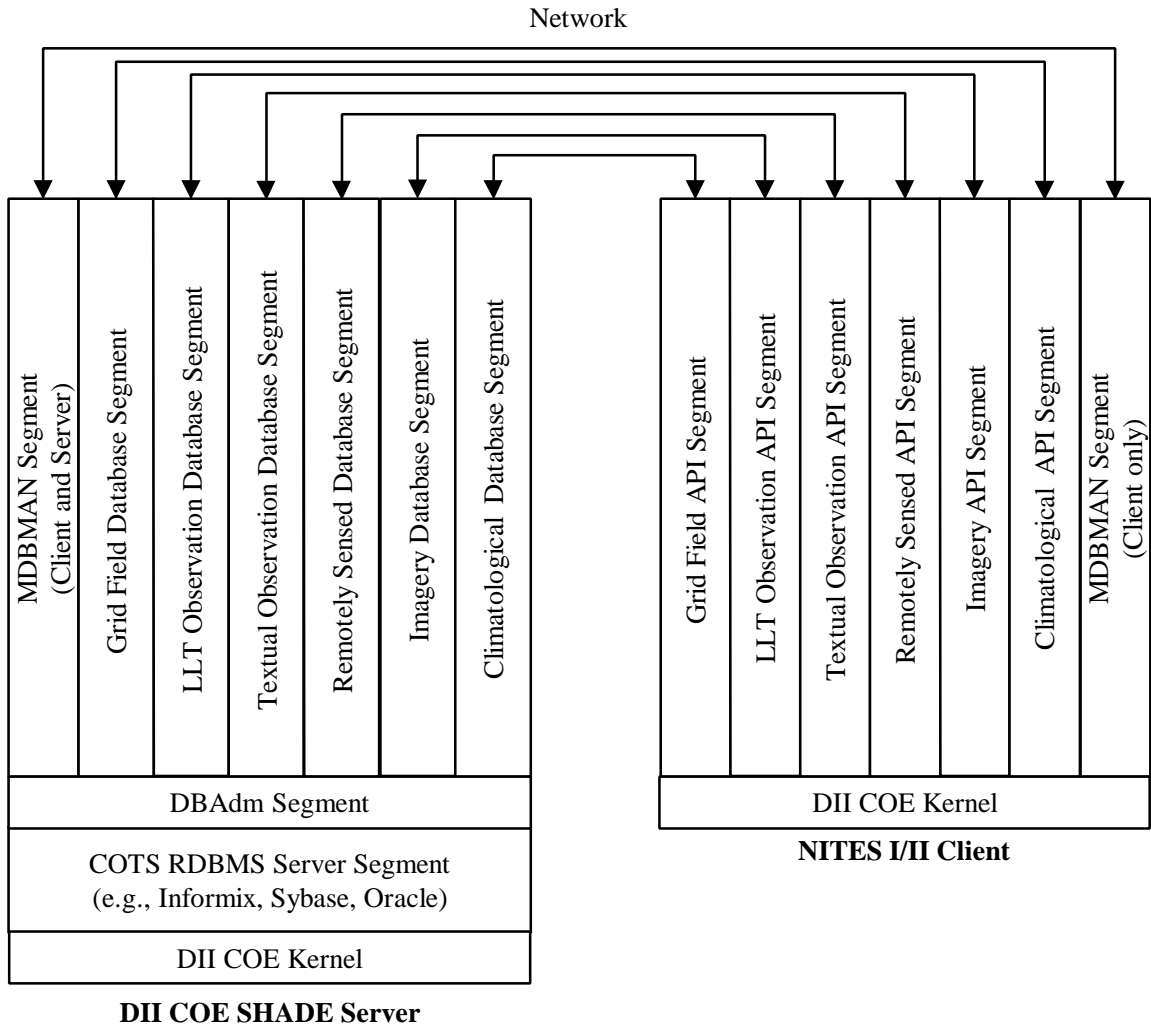 Network
MDBMAN Segment
(Client and Server)
Grid Field Database Segment
LLT Observation Database Segment
Textual Observation Database Segment
Remotely Sensed Database Segment
Imagery Database Segment
Climatological Database Segment
DBAdm Segment
COTS RDBMS Server Segment
(e.g., Informix, Sybase, Oracle)
DII COE Kernel
DII COE SHADE Server
Grid Field API Segment
LLT Observation API Segment
Textual Observation API Segment
Remotely Sensed API Segment
Imagery API Segment
Climatological API Segment
MDBMAN Segment
(Client only)
DII COE Kernel
NITES I/II Client